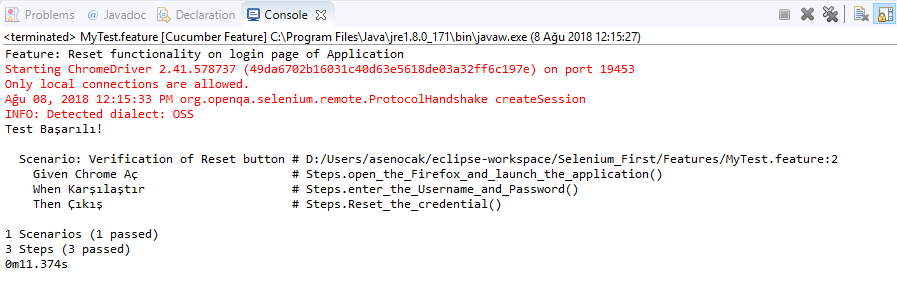 Problems @ Javadoc Declaration Console
<terminated> MyTest.feature [Cucumber Feature] C:\Program Files\Java\jre1.8.0_171\bin\javaw.exe (8 Ağu 2018 12:15:27)
Feature: Reset functionality on login page of Application
Starting ChromeDriver 2.41.578737 (49da6702b16031c40d63e5618de03a32ff6c197e) on port 19453
Only local connections are allowed.
Ağu 08, 2018 12:15:33 PM org.openqa.selenium.remote.ProtocolHandshake createSession
INFO: Detected dialect: OSS
Test Başarılı!
Scenario: Verification of Reset button # D:/Users/asenocak/eclipse-workspace/Selenium_First/Features/MyTest.feature:2
Given Chrome Aç # Steps.open_the_Firefox_and_launch_the_application()
When Karşılaştır # Steps.enter_the_Username_and_Password()
Then Çıkış # Steps.Reset_the_credential()
1 Scenarios (1 passed)
3 Steps (3 passed)
0m11.374s